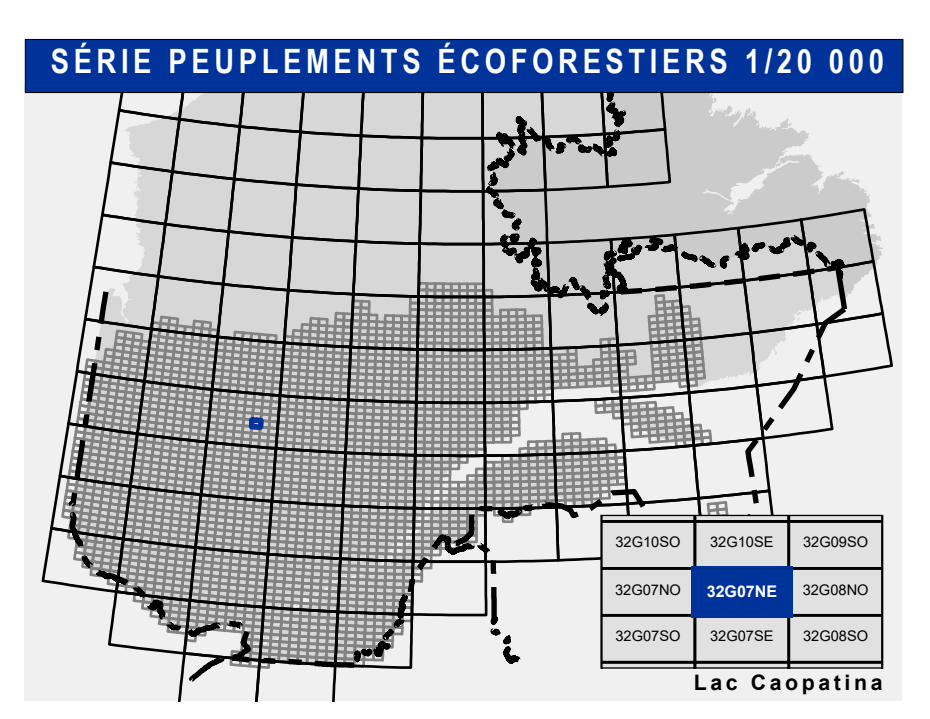 SÉRIE PEUPLEMENTS ÉCOFORESTIERS 1/20 000
32G10SO 32G10SE 32G09SO
32G07NO 32G07NE 32G08NO
32G07SO 32G07SE 32G08SO
Lac Caopatina